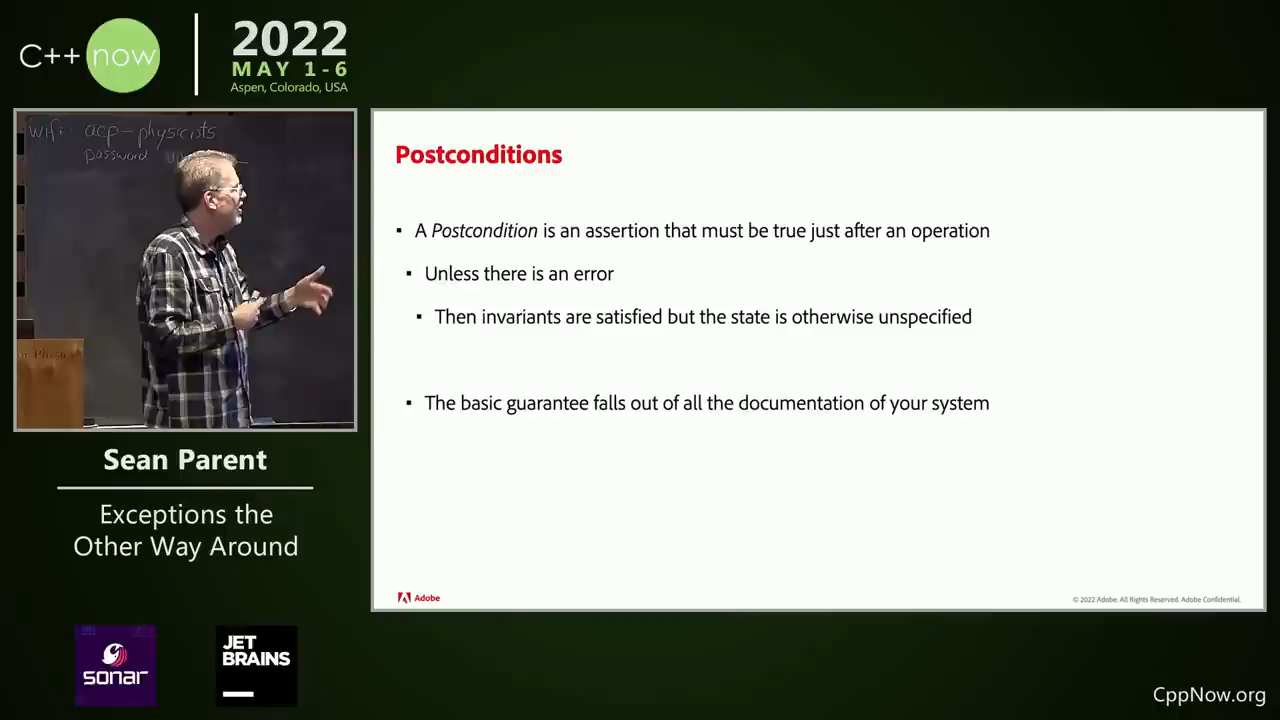 C++ now
2022
MAY 1-6
Aspen, Colorado, USA
wifi: acp-physicists
password
Sean Parent
Exceptions the
Other Way Around
sonar
JET
BRAINS
Postconditions
▪ A Postcondition is an assertion that must be true just after an operation
▪ Unless there is an error
▪ Then invariants are satisfied but the state is otherwise unspecified
▪ The basic guarantee falls out of all the documentation of your system
Adobe
© 2022 Adobe. All Rights Reserved. Adobe Confidential.
CppNow.org